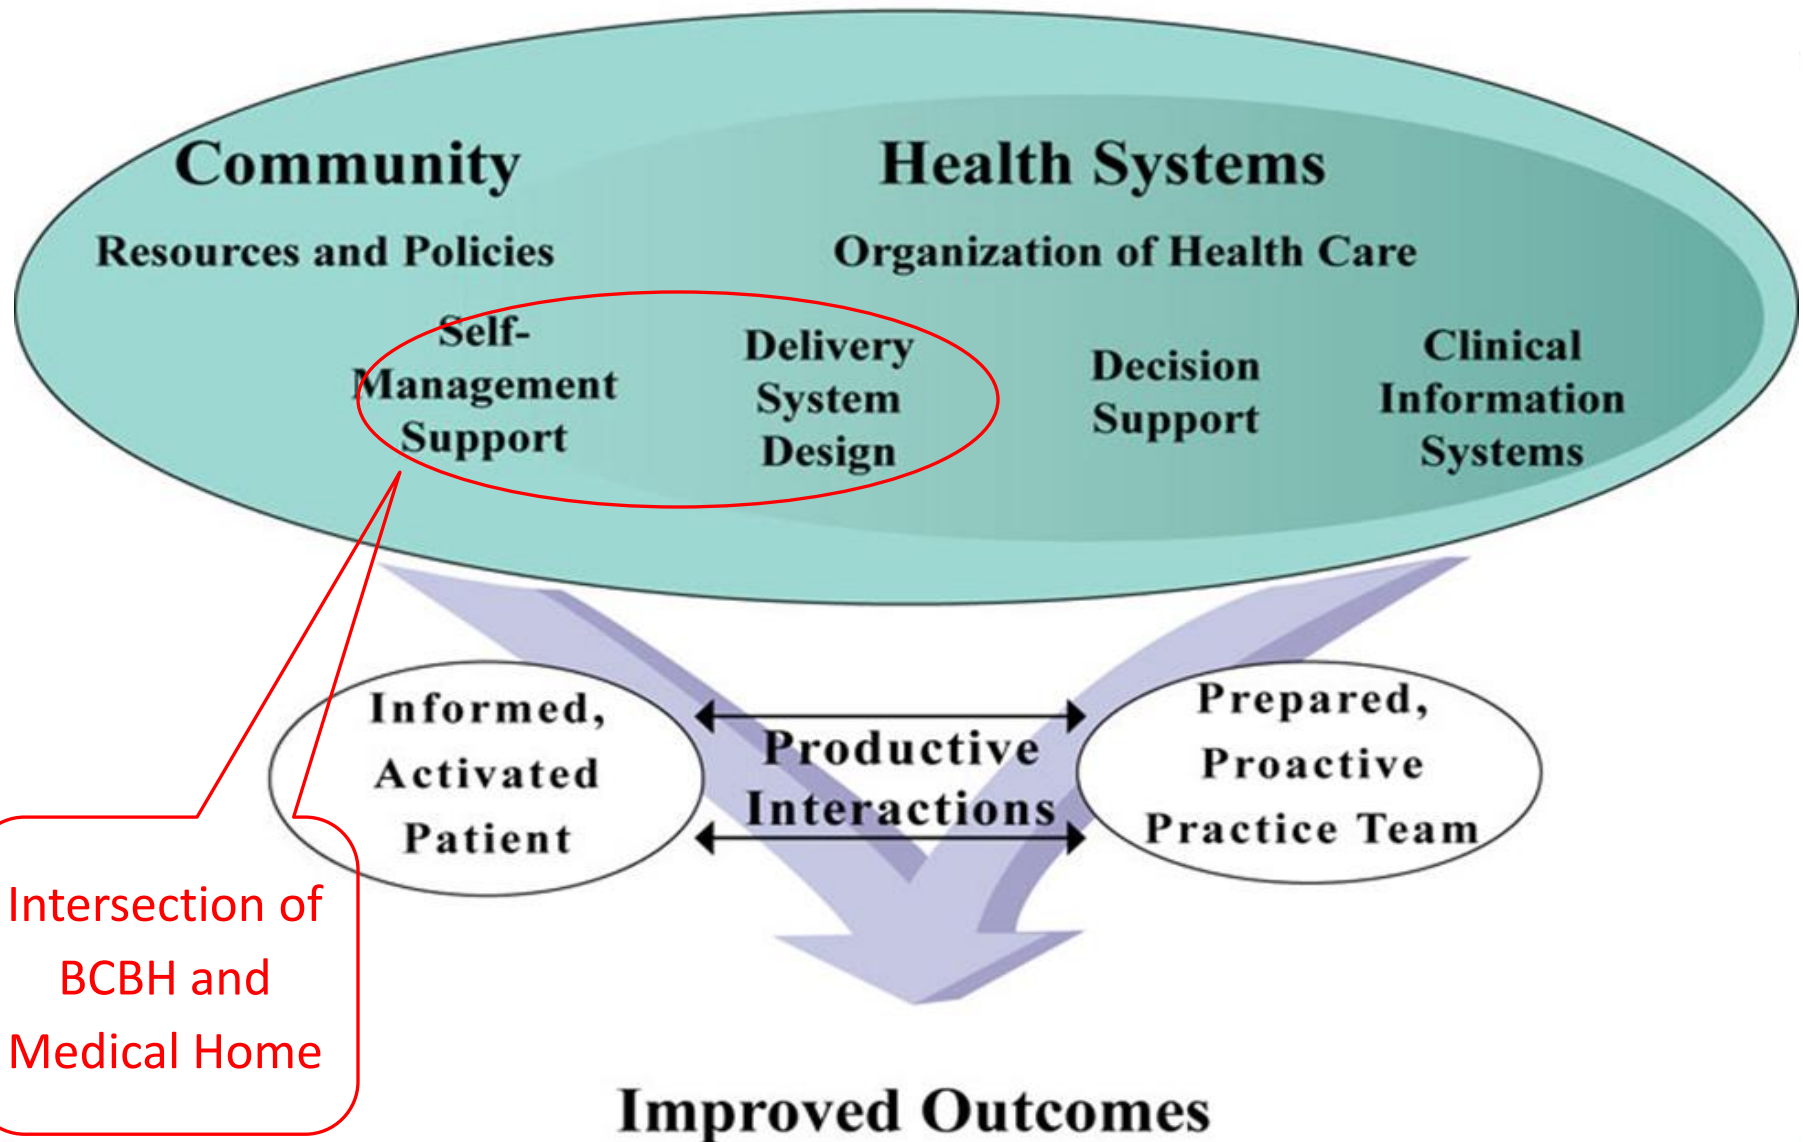 Community
Resources and Policies
Health Systems
Organization of Health Care
Self-
Management
Support
Delivery
System
Design
Decision
Support
Clinical
Information
Systems
Informed,
Activated
Patient
Productive
Interactions
Prepared,
Proactive
Practice Team
Intersection of
BCBH and
Medical Home
Improved Outcomes